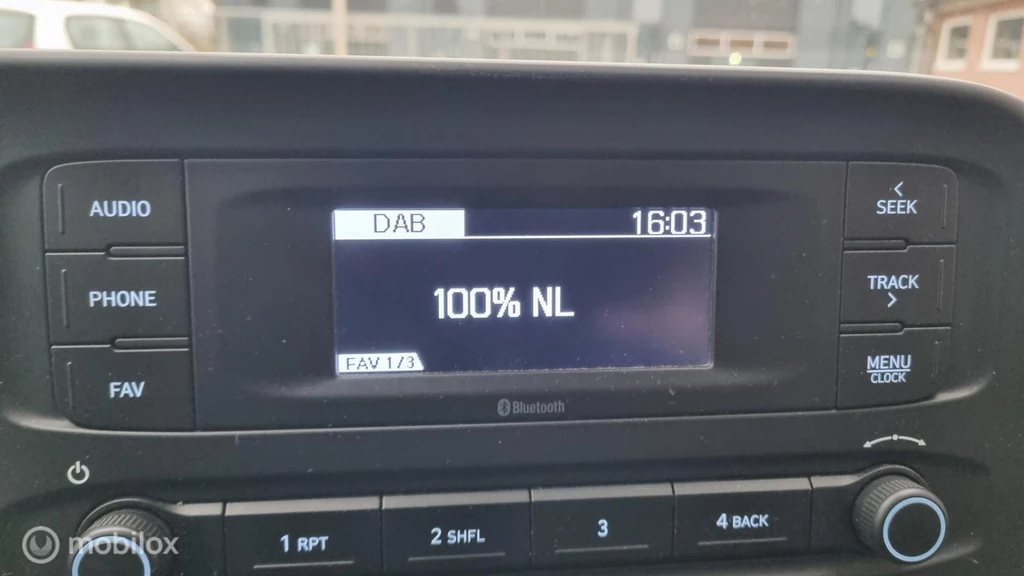 AUDIO
PHONE
FAV
DAB 16:03
100% NL
FAV 1/3
Bluetooth
< SEEK
TRACK >
MENU
CLOCK
1 RPT
2 SHFL
3
4 BACK
mobilox